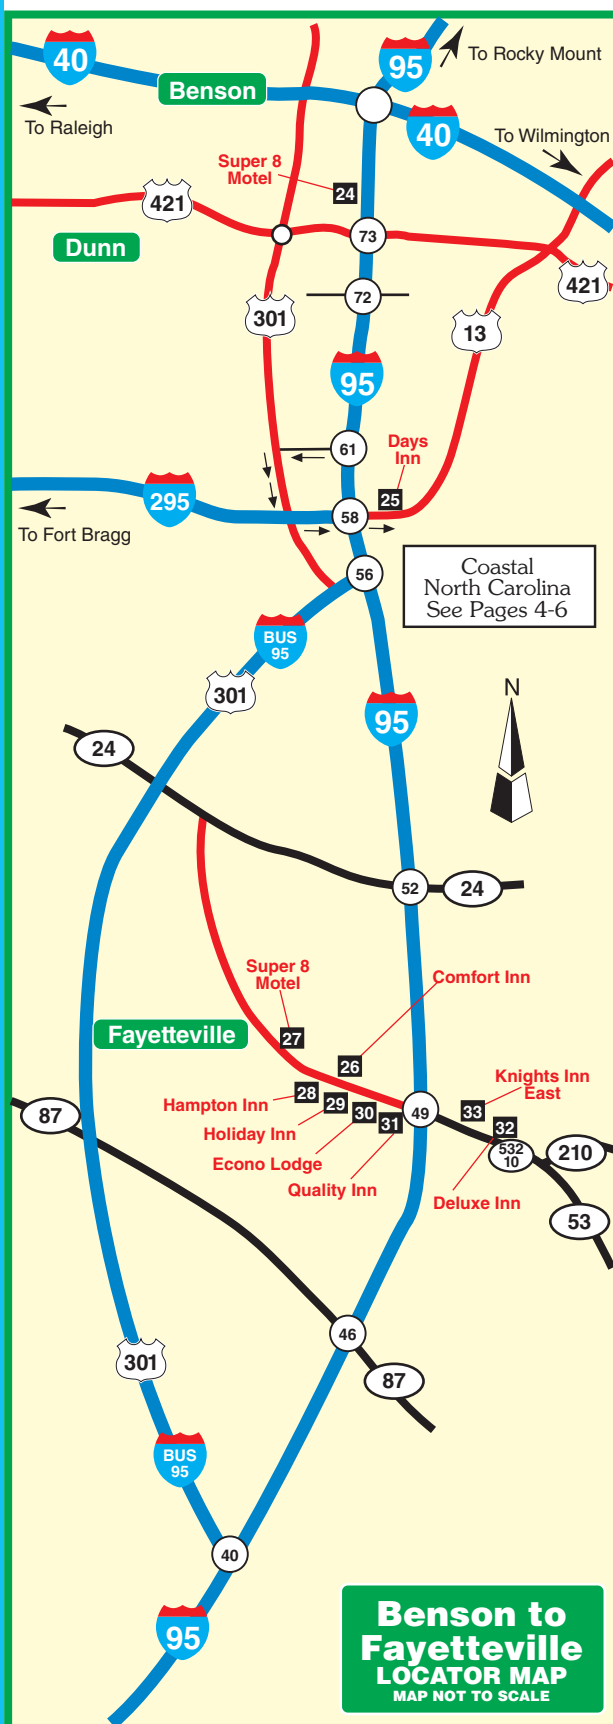 40
95
To Rocky Mount
Benson
To Raleigh
40
To Wilmington
Super 8
Motel
24
421
73
Dunn
421
72
301
13
95
61
Days
Inn
25
295
58
To Fort Bragg
56
Coastal
North Carolina
See Pages 4-6
BUS
95
301
N
95
24
52
24
Super 8
Motel
Comfort Inn
Fayetteville
27
26
Knights Inn
East
28
Hampton Inn
29
33
49
87
30
Holiday Inn
31
32
532
10
210
Econo Lodge
Quality Inn
Deluxe Inn
53
46
301
87
BUS
95
40
95
Benson to
Fayetteville
LOCATOR MAP
MAP NOT TO SCALE